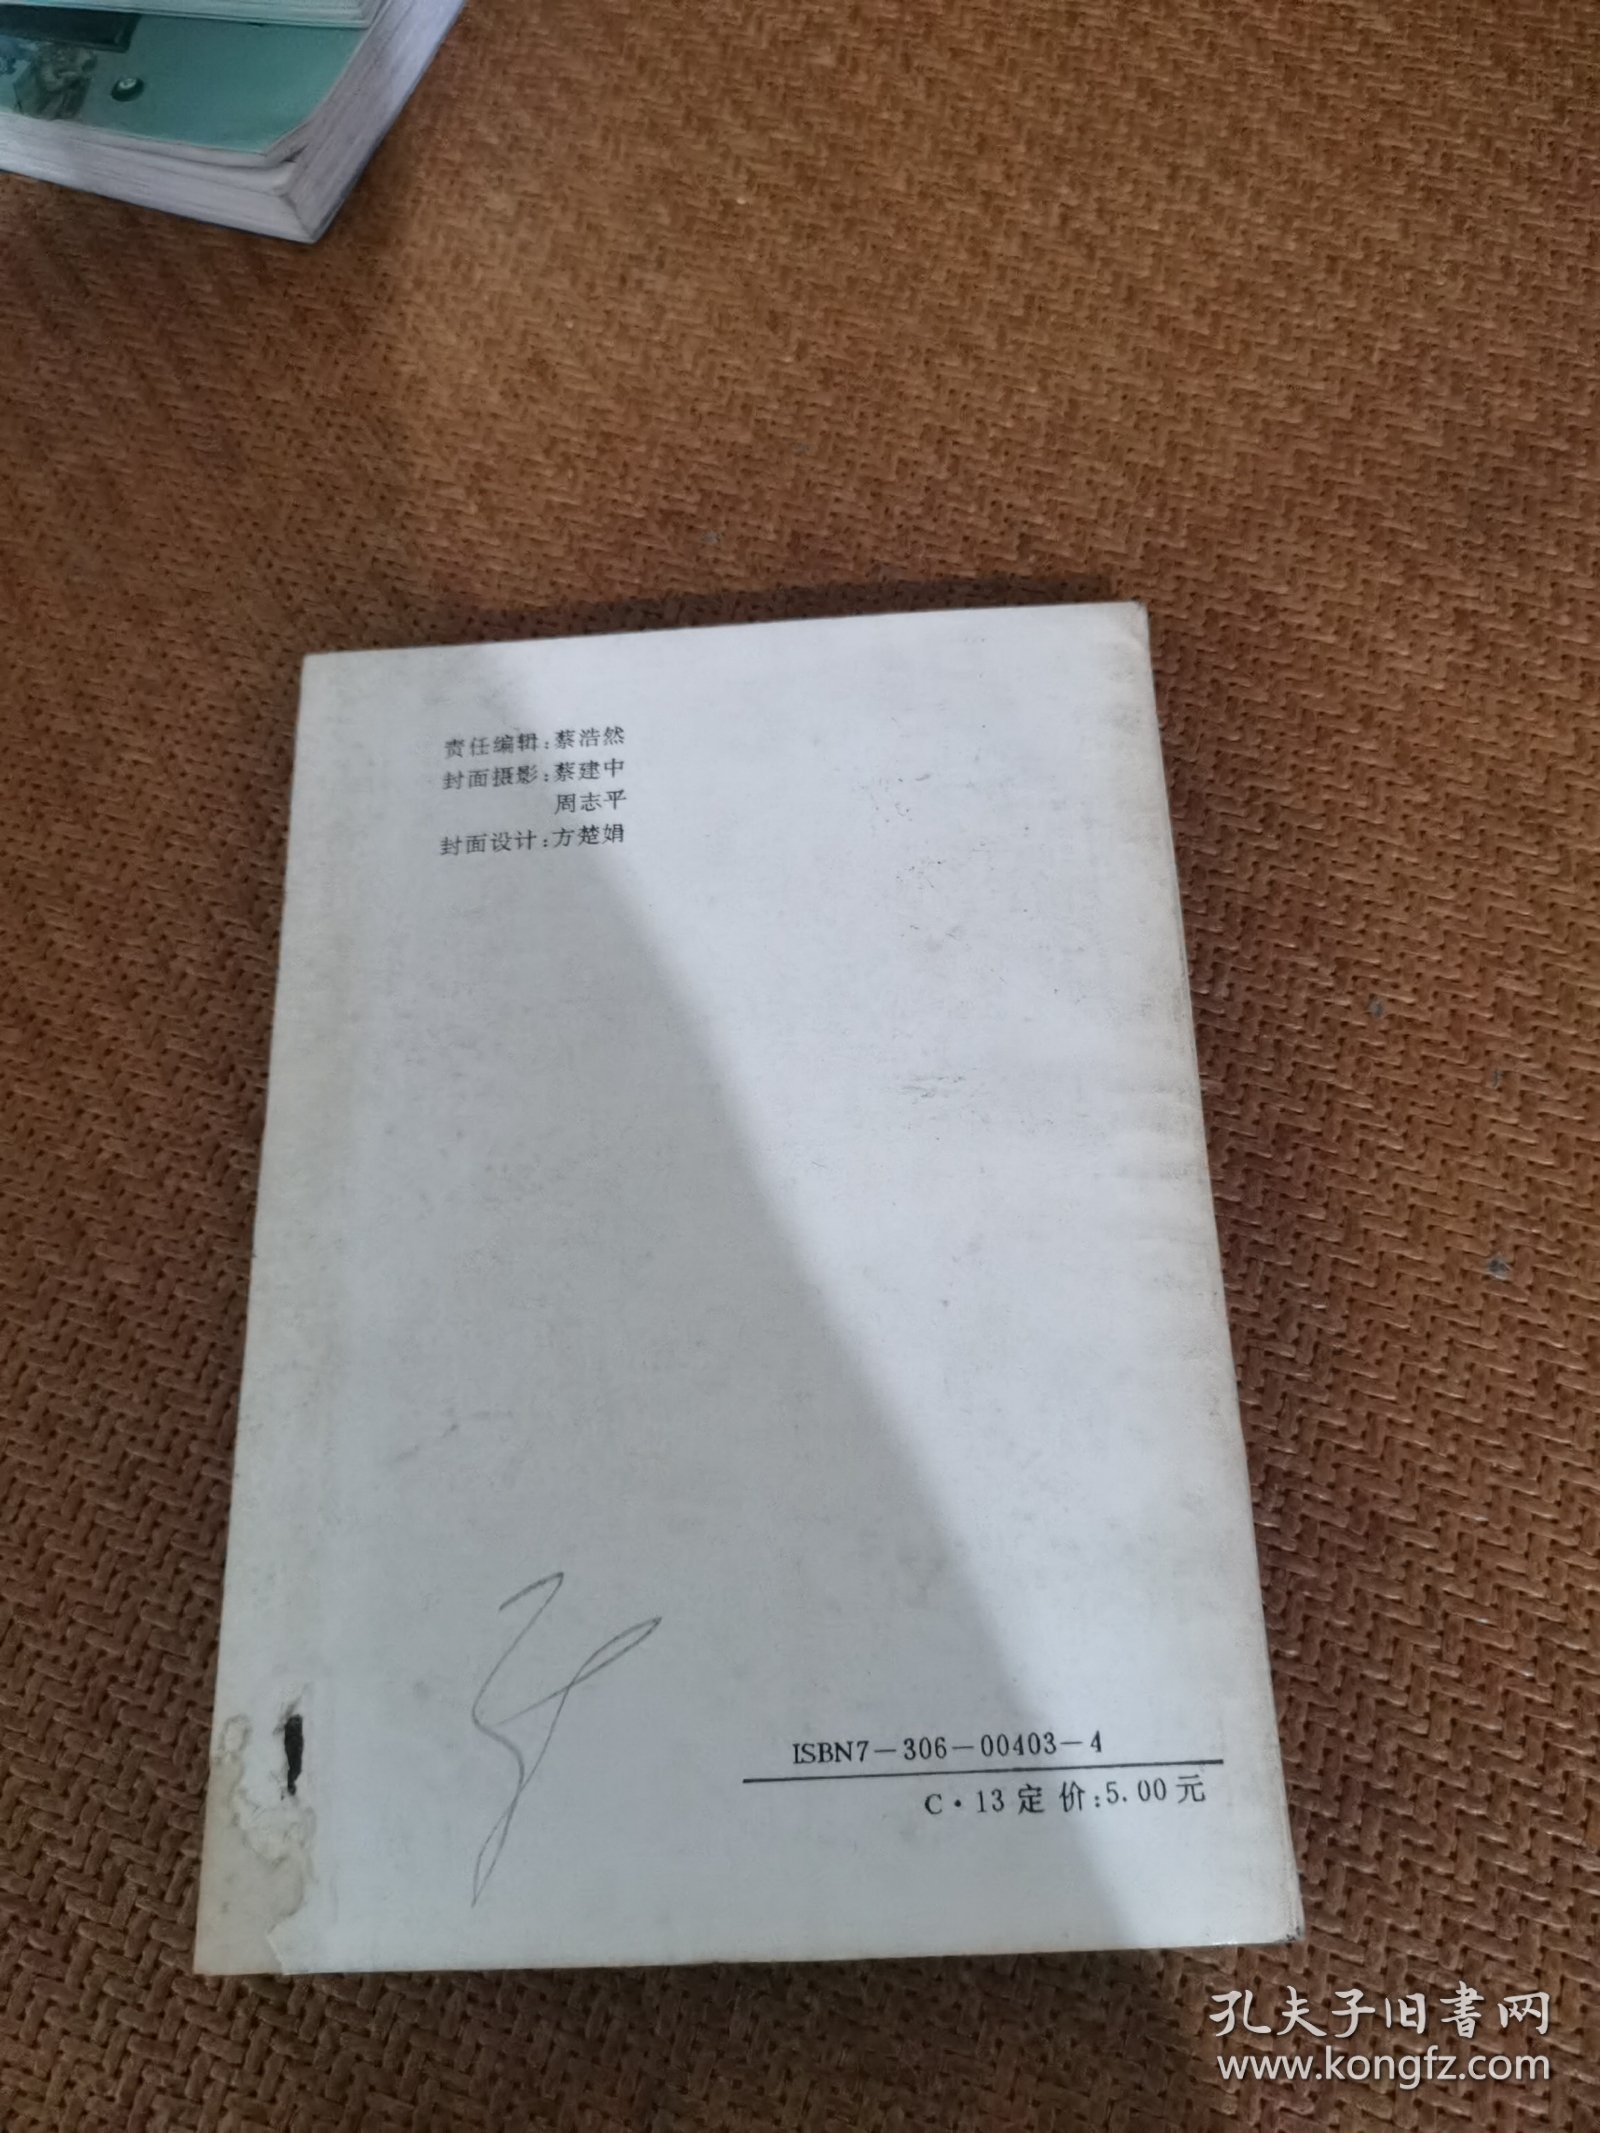 责任编辑:蔡浩然
封面摄影:蔡建中
周志平
封面设计:方楚娟
ISBN7-306-00403-4
C·13定价:5.00元
孔夫子旧書网
www.kongfz.com